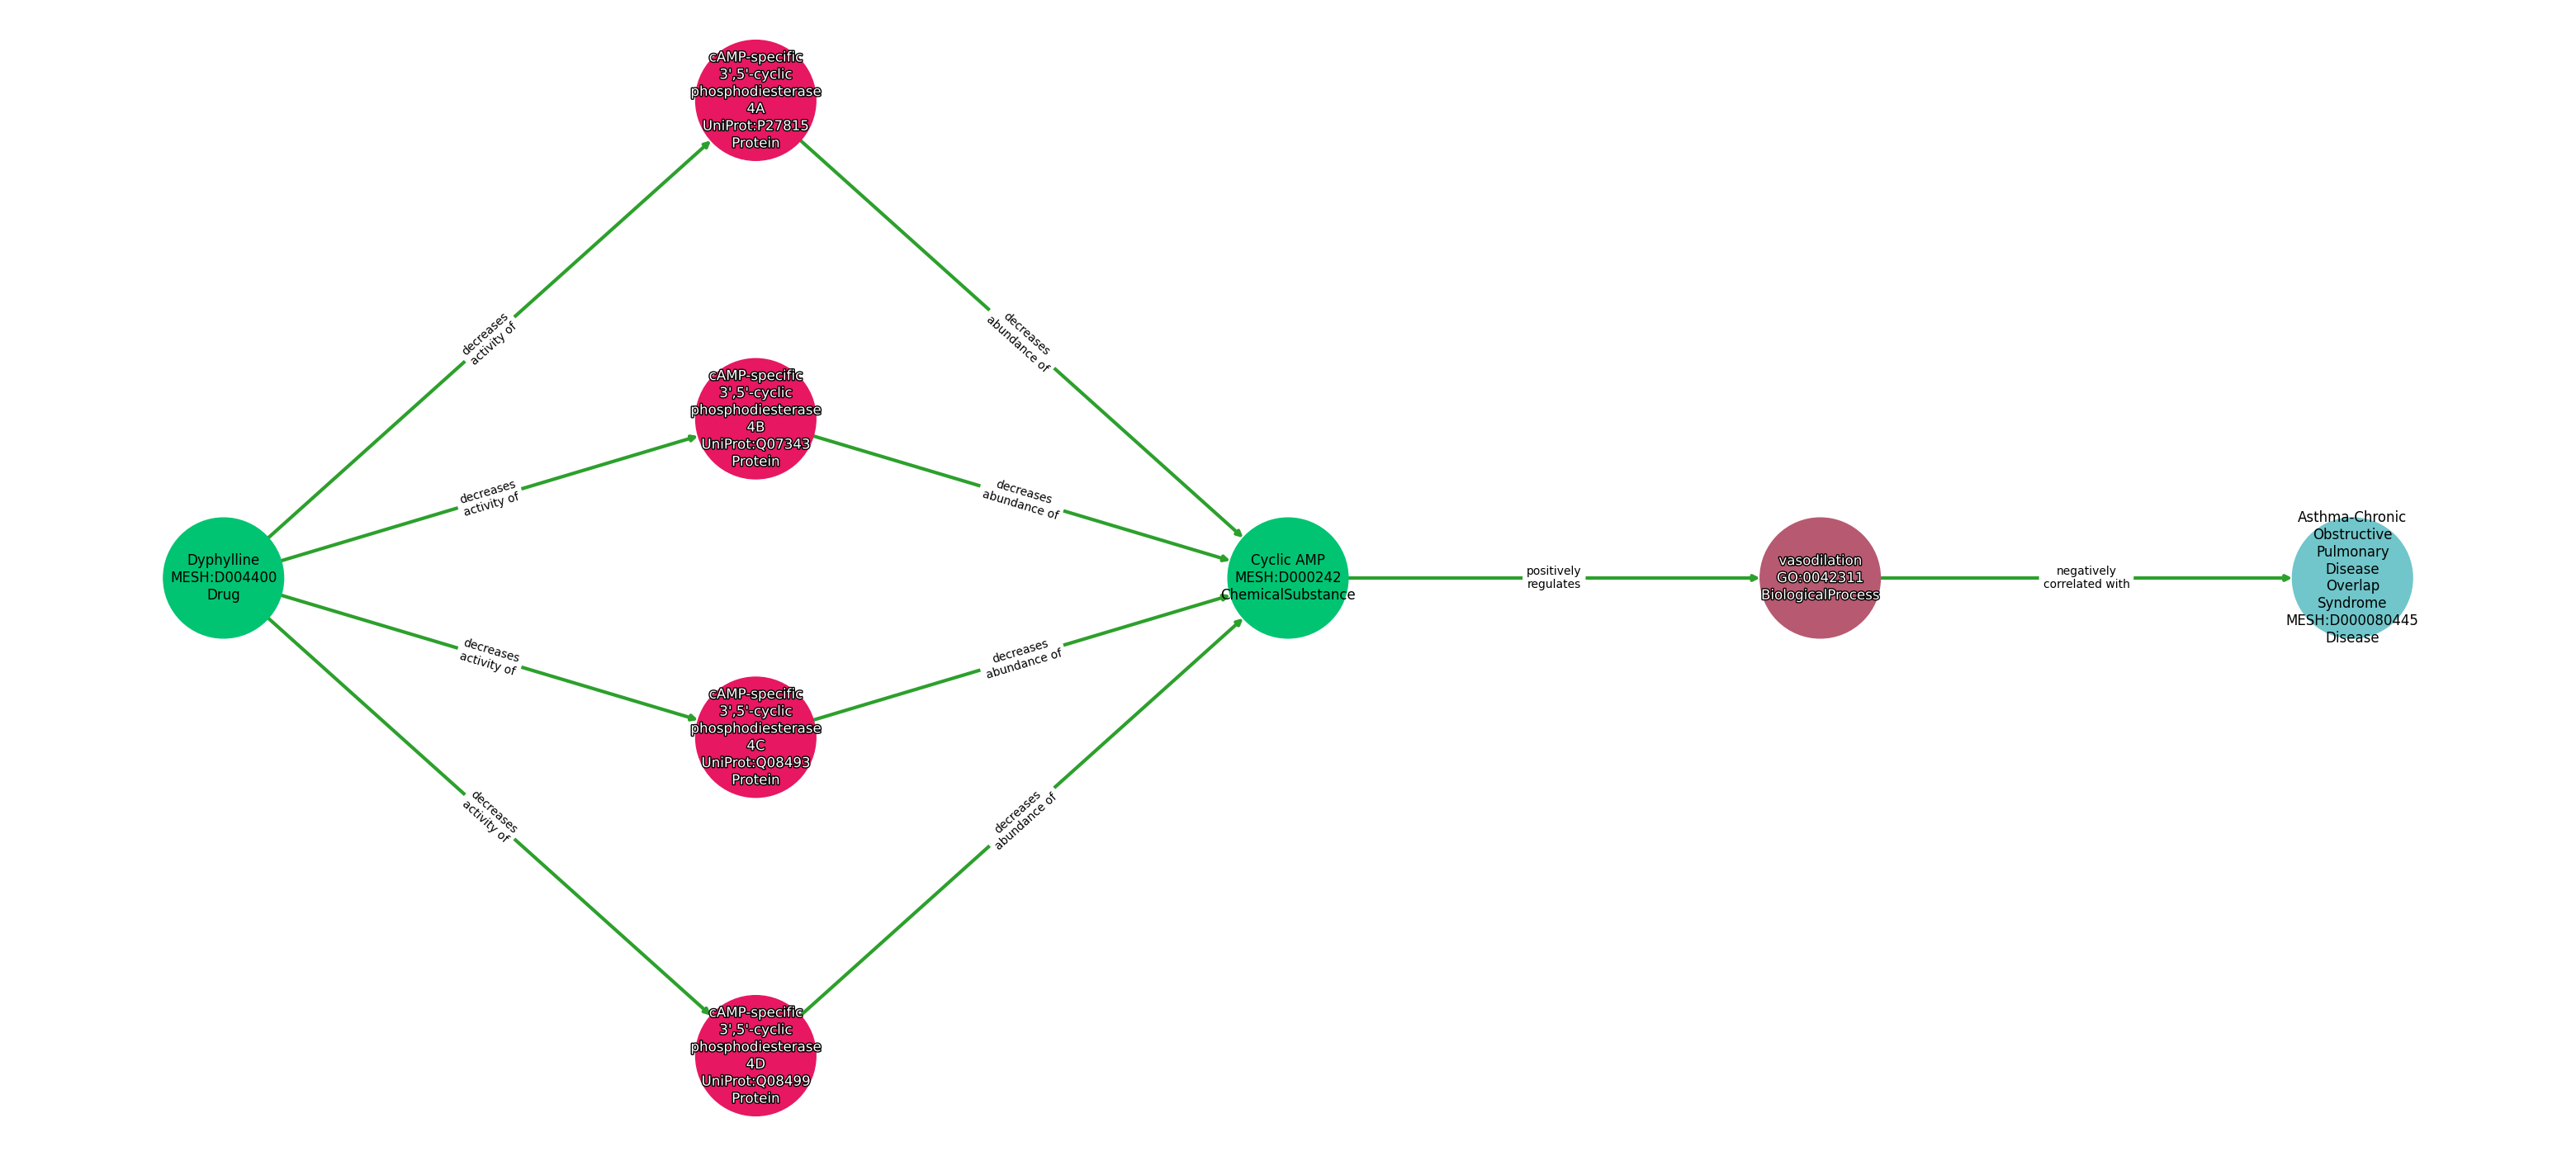 cAMP-specific
3',5'-cyclic
phosphodiesterase
4A
UniProt:P27815
Protein
decreases
activity of
decreases
abundance of
cAMP-specific
3',5'-cyclic
phosphodiesterase
4B
UniProt:Q07343
Protein
decreases
activity of
decreases
abundance of
Dyphylline
MESH:D004400
Drug
Cyclic AMP
MESH:D000242
ChemicalSubstance
positively
regulates
vasodilation
GO:0042311
BiologicalProcess
negatively
correlated with
Asthma-Chronic
Obstructive
Pulmonary
Disease
Overlap
Syndrome
MESH:D000080445
Disease
decreases
activity of
decreases
abundance of
cAMP-specific
3',5'-cyclic
phosphodiesterase
4C
UniProt:Q08493
Protein
decreases
activity of
decreases
abundance of
cAMP-specific
3',5'-cyclic
phosphodiesterase
4D
UniProt:Q08499
Protein